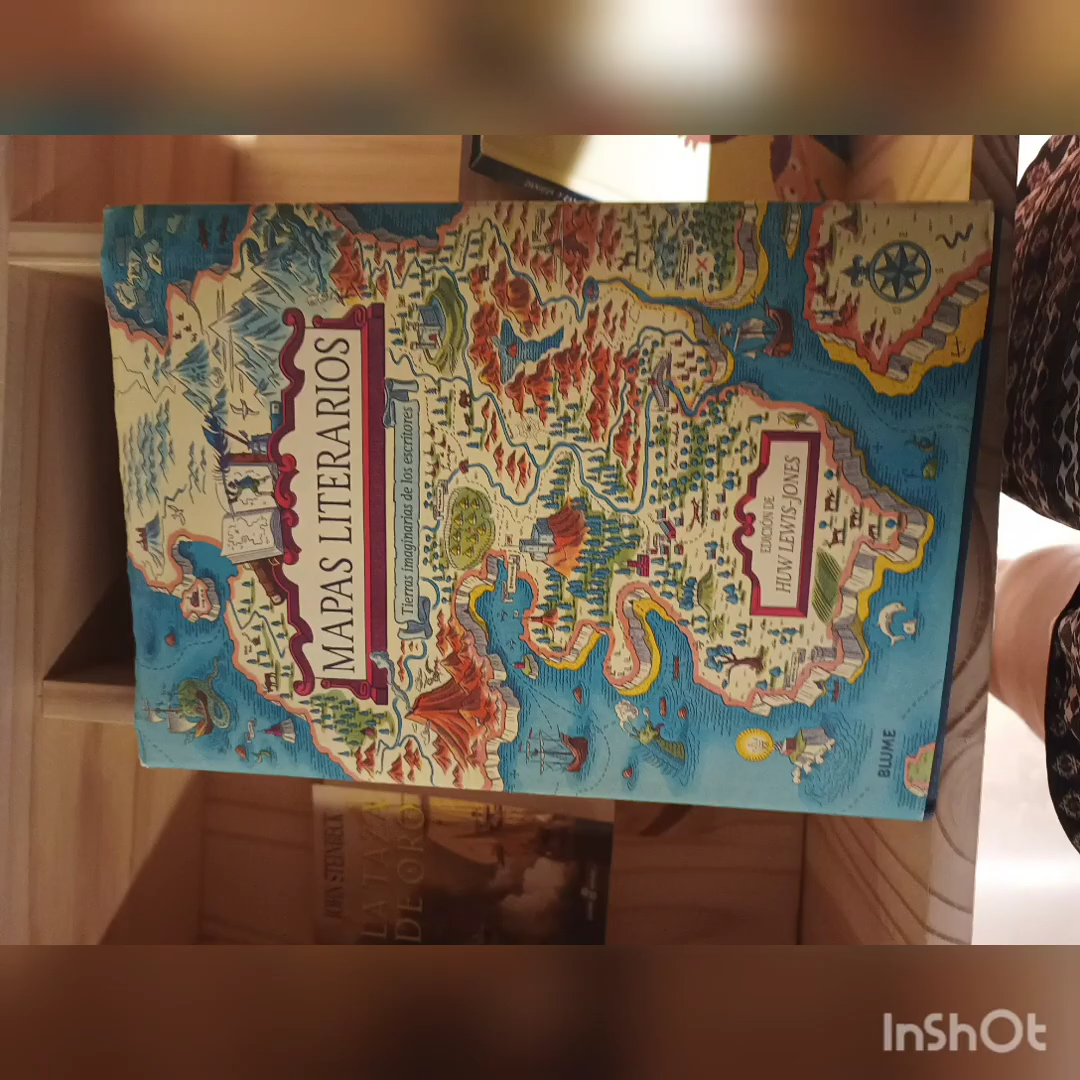 MAPAS LITERARIOS
Tierras imaginarias de los escritores
EDICIÓN DE
HUW LEWIS-JONES
BLUME
JOHN STEINBECK
LA TAZA
DE ORO
InShOt